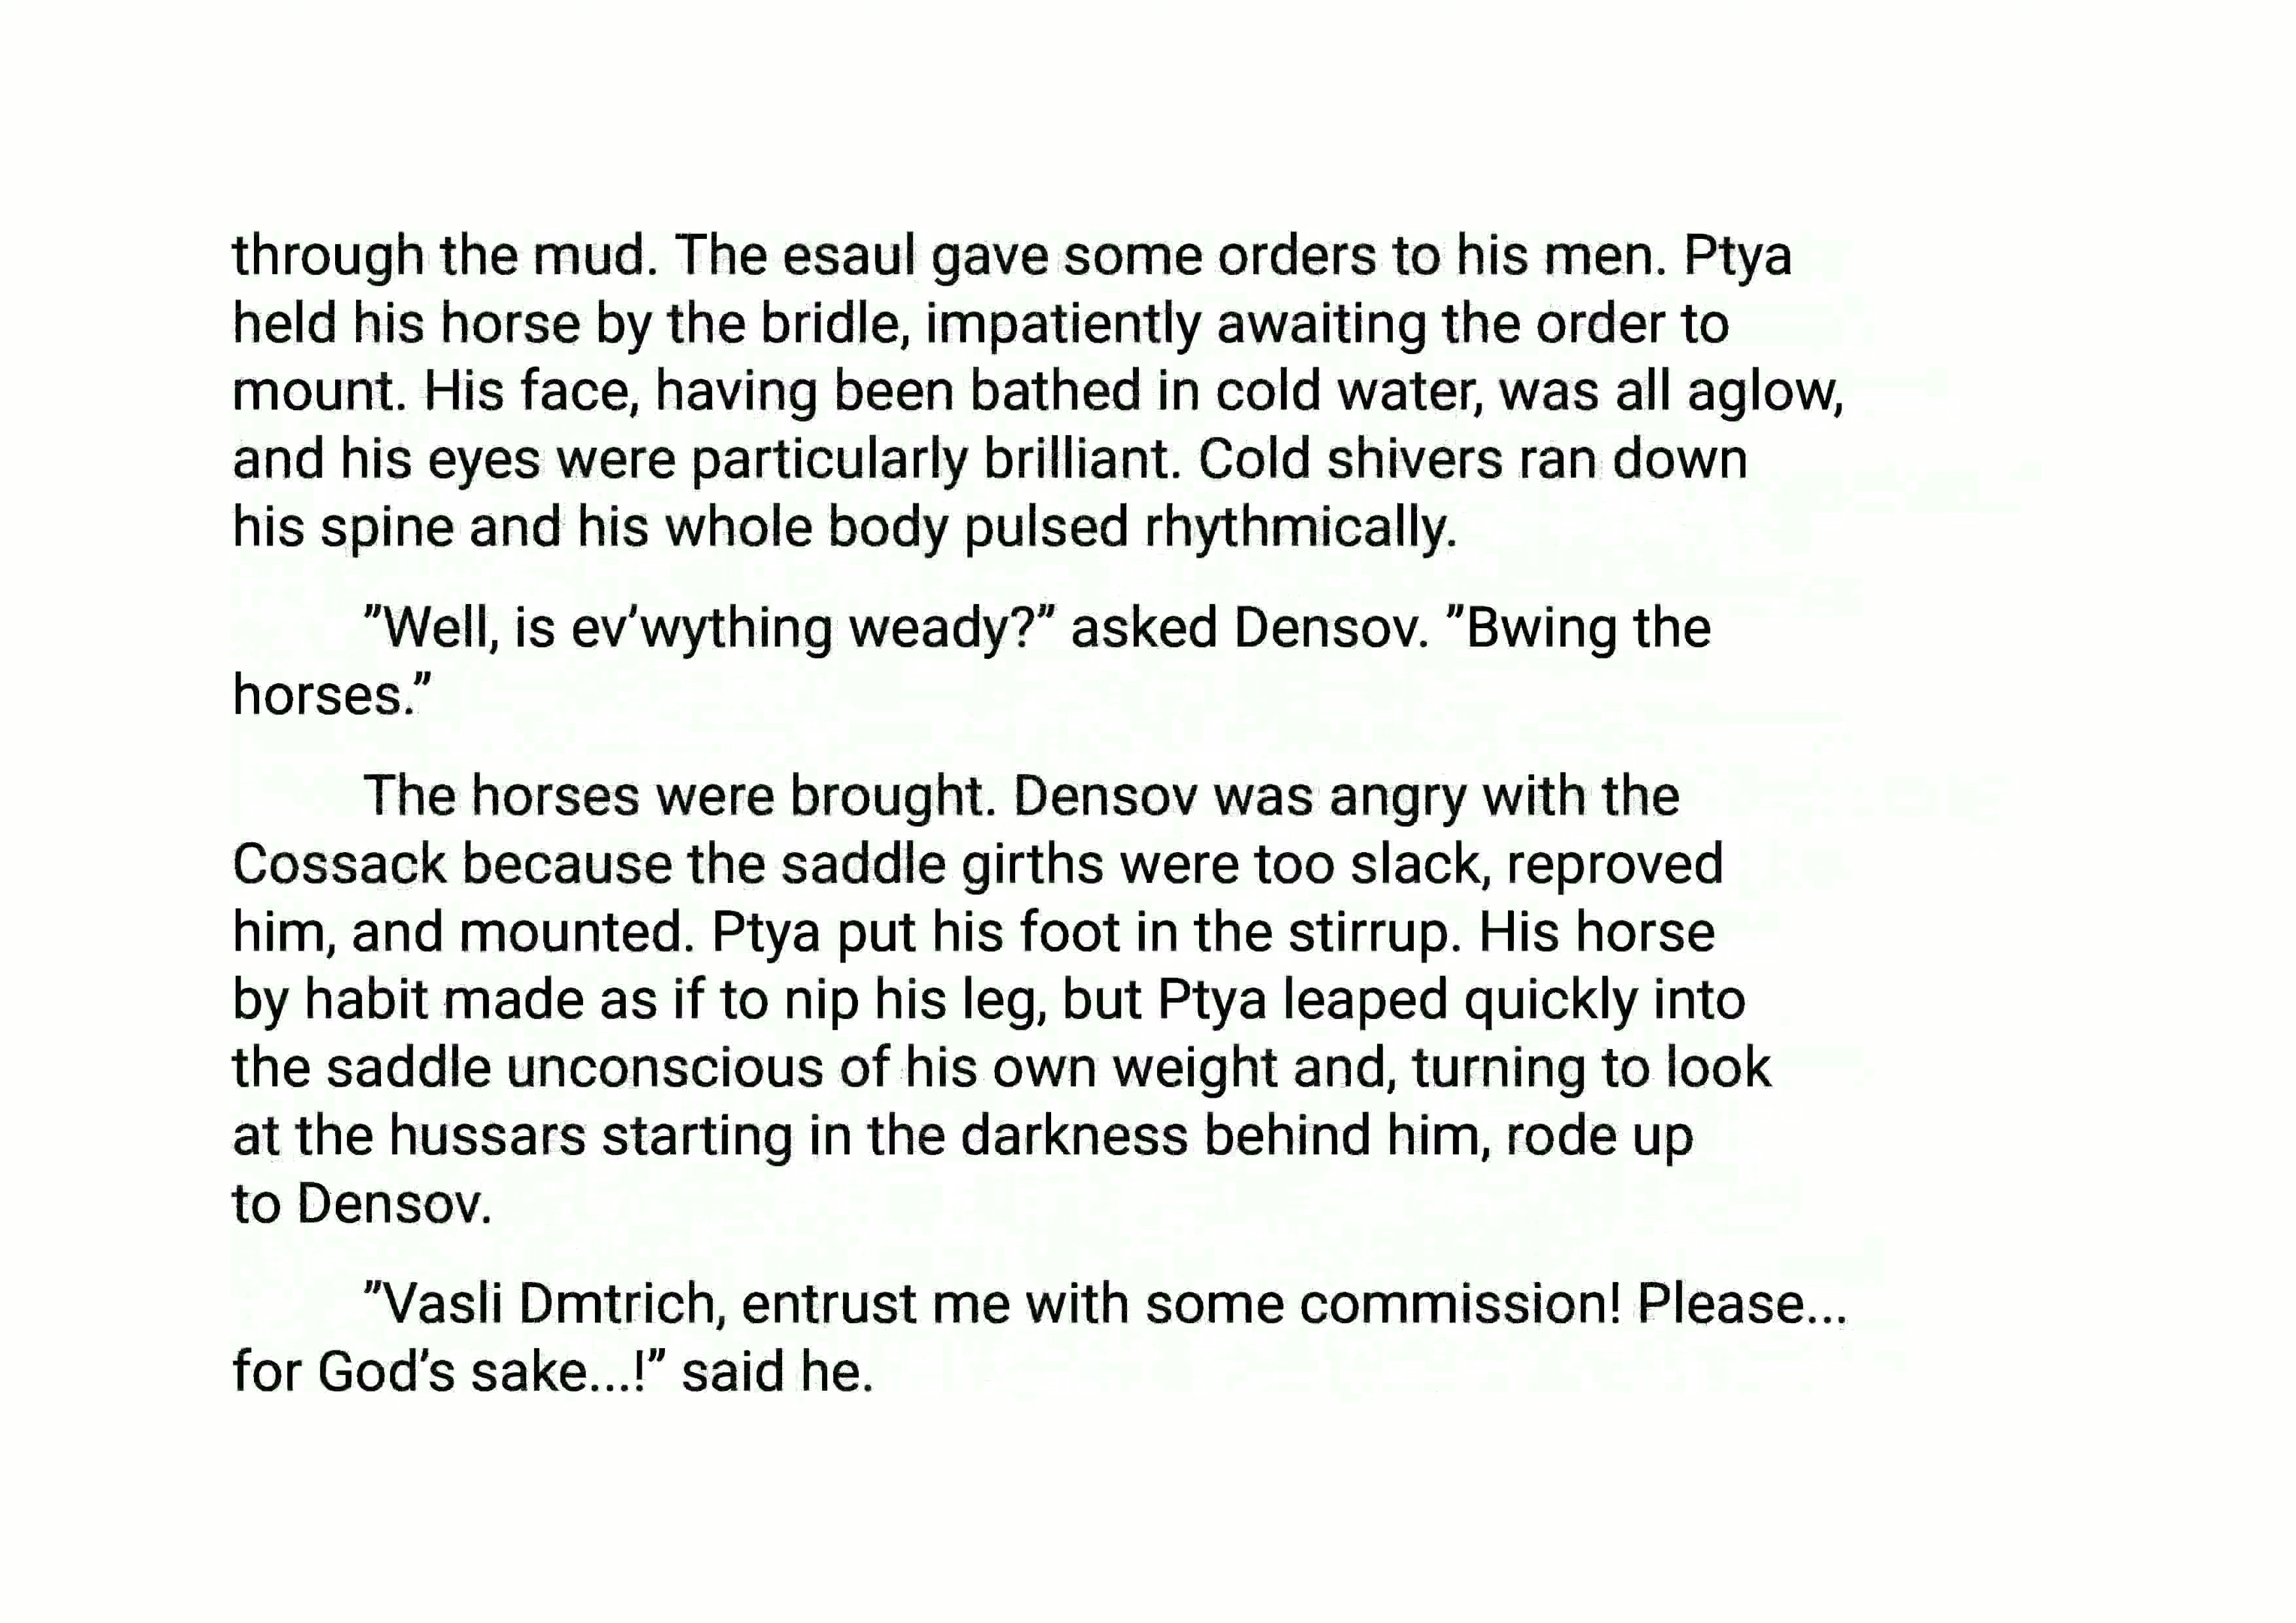 through the mud. The esaul gave some orders to his men. Ptya
held his horse by the bridle, impatiently awaiting the order to
mount. His face, having been bathed in cold water, was all aglow,
and his eyes were particularly brilliant. Cold shivers ran down
his spine and his whole body pulsed rhythmically.
”Well, is ev’wything weady?” asked Densov. ”Bwing the
horses.”
The horses were brought. Densov was angry with the
Cossack because the saddle girths were too slack, reproved
him, and mounted. Ptya put his foot in the stirrup. His horse
by habit made as if to nip his leg, but Ptya leaped quickly into
the saddle unconscious of his own weight and, turning to look
at the hussars starting in the darkness behind him, rode up
to Densov.
”Vasli Dmtrich, entrust me with some commission! Please...
for God’s sake...!” said he.